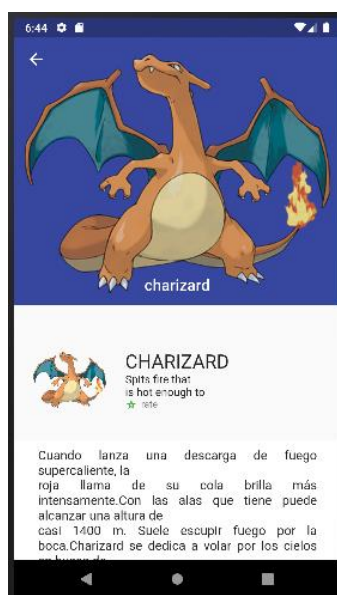 6:44
charizard
CHARIZARD
Spits fire that
is hot enough to
rate
Cuando lanza una descarga de fuego
supercaliente, la
roja llama de su cola brilla más
intensamente.Con las alas que tiene puede
alcanzar una altura de
casi 1400 m. Suele escupir fuego por la
boca.Charizard se dedica a volar por los cielos